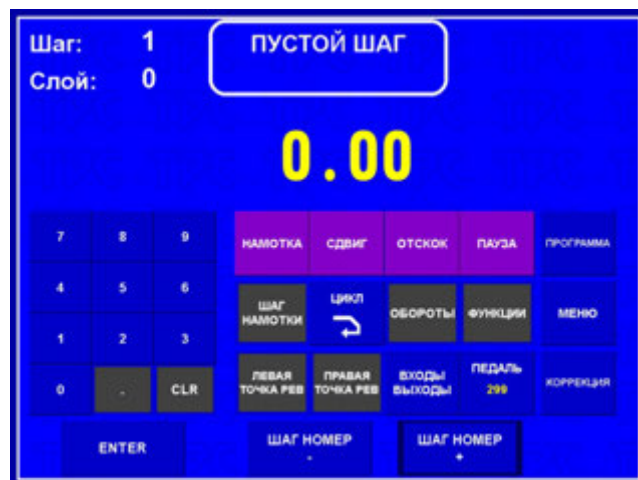 Шаг: 1
ПУСТОЙ ШАГ
Слой: 0
0.00
7 8 9
НАМОТКА СДВИГ ОТСКОК ПАУЗА ПРОГРАММА
4 5 6
ШАГ НАМОТКИ
ЦИКЛ
ОБОРОТЫ ФУНКЦИИ МЕНЮ
1 2 3
0 . CLR
ЛЕВАЯ ТОЧКА РЕВ
ПРАВАЯ ТОЧКА РЕВ
ВХОДЫ ВЫХОДЫ
ПЕДАЛЬ
299
КОРРЕКЦИЯ
ENTER
ШАГ НОМЕР
-
ШАГ НОМЕР
+